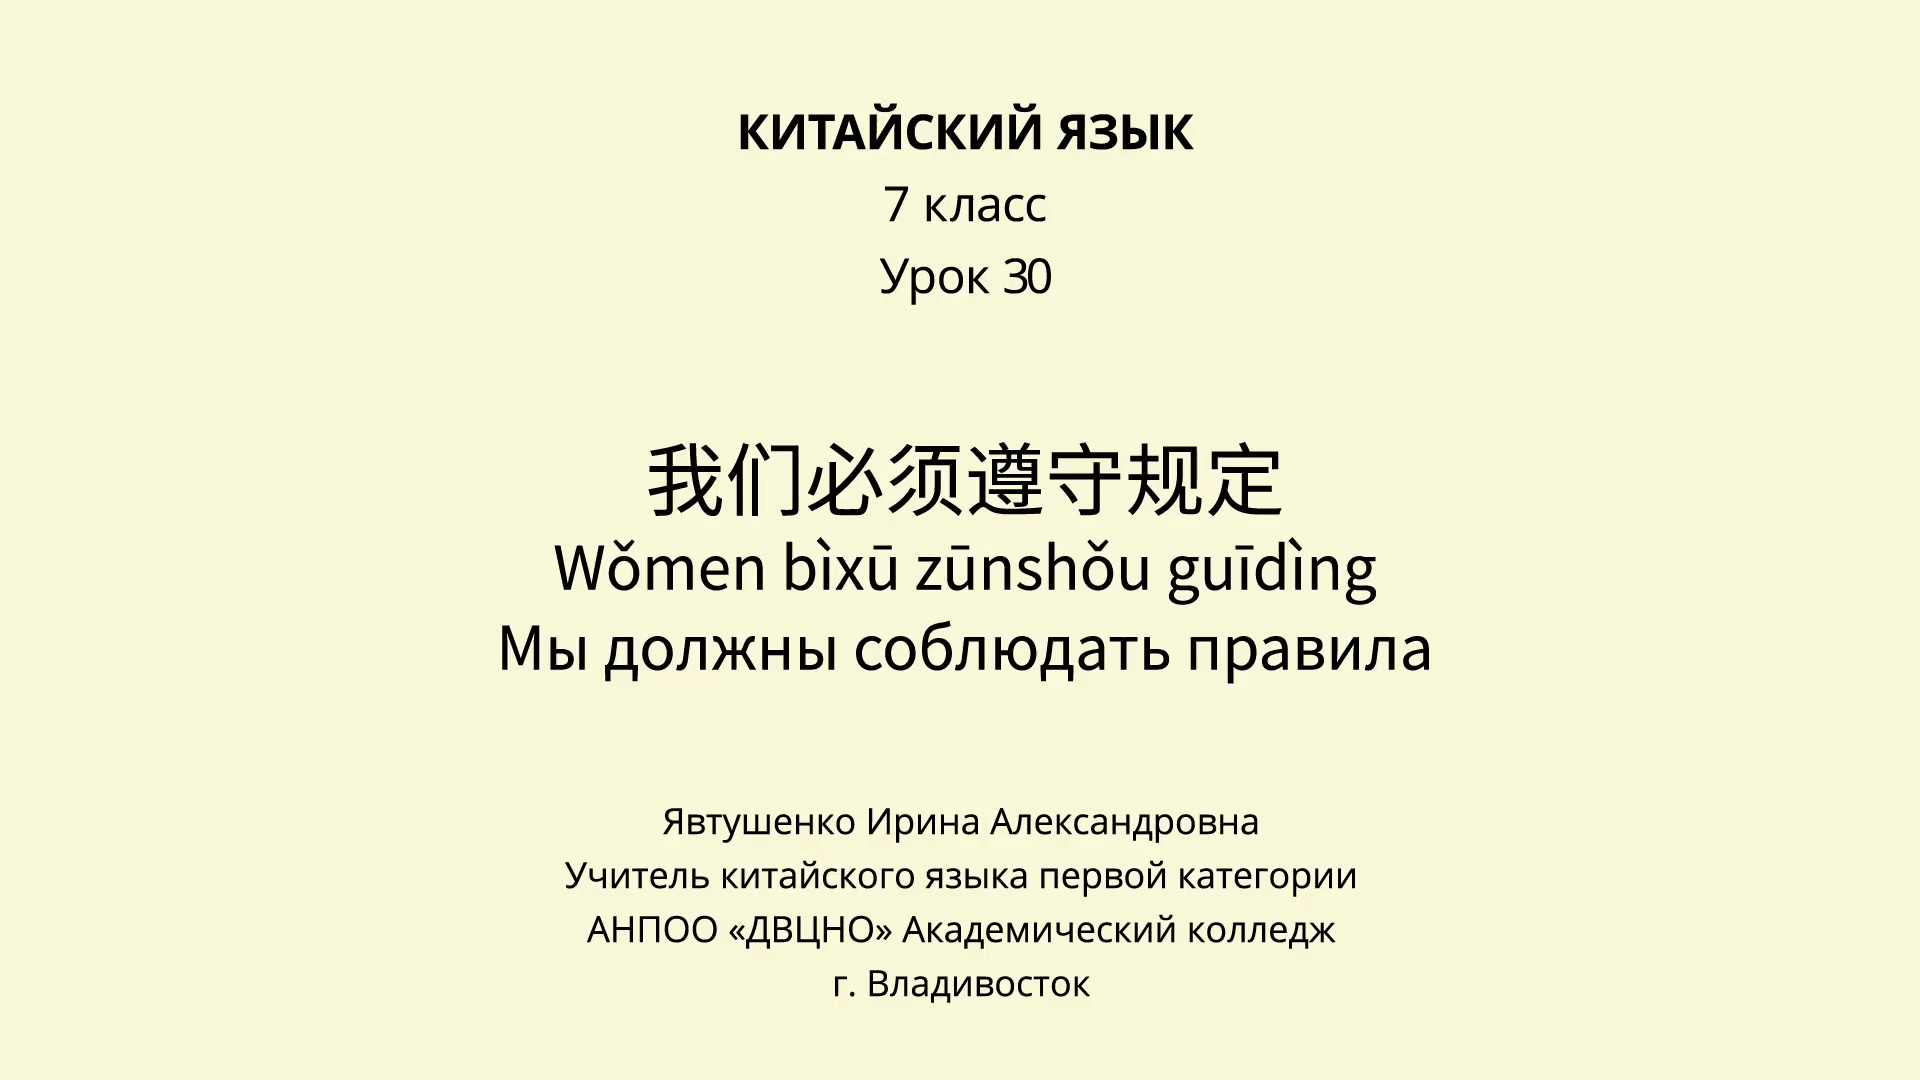 КИТАЙСКИЙ ЯЗЫК
7 класс
Урок 30
我们必须遵守规定
Wǒmen bìxū zūnshǒu guīdìng
Мы должны соблюдать правила
Явтушенко Ирина Александровна
Учитель китайского языка первой категории
АНПОО «ДВЦНО» Академический колледж
г. Владивосток